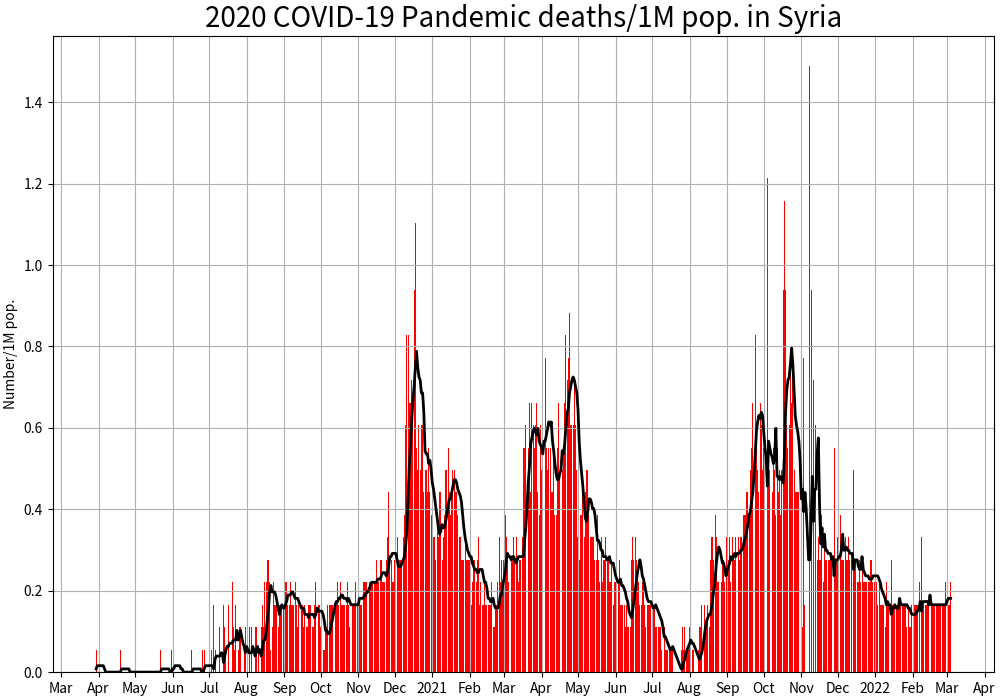 2020 COVID-19 Pandemic deaths/1M pop. in Syria
Number/1M pop.
1.4
1.2
1.0
0.8
0.6
0.4
0.2
0.0
Mar Apr May Jun Jul Aug Sep Oct Nov Dec 2021 Feb Mar Apr May Jun Jul Aug Sep Oct Nov Dec 2022 Feb Mar Apr